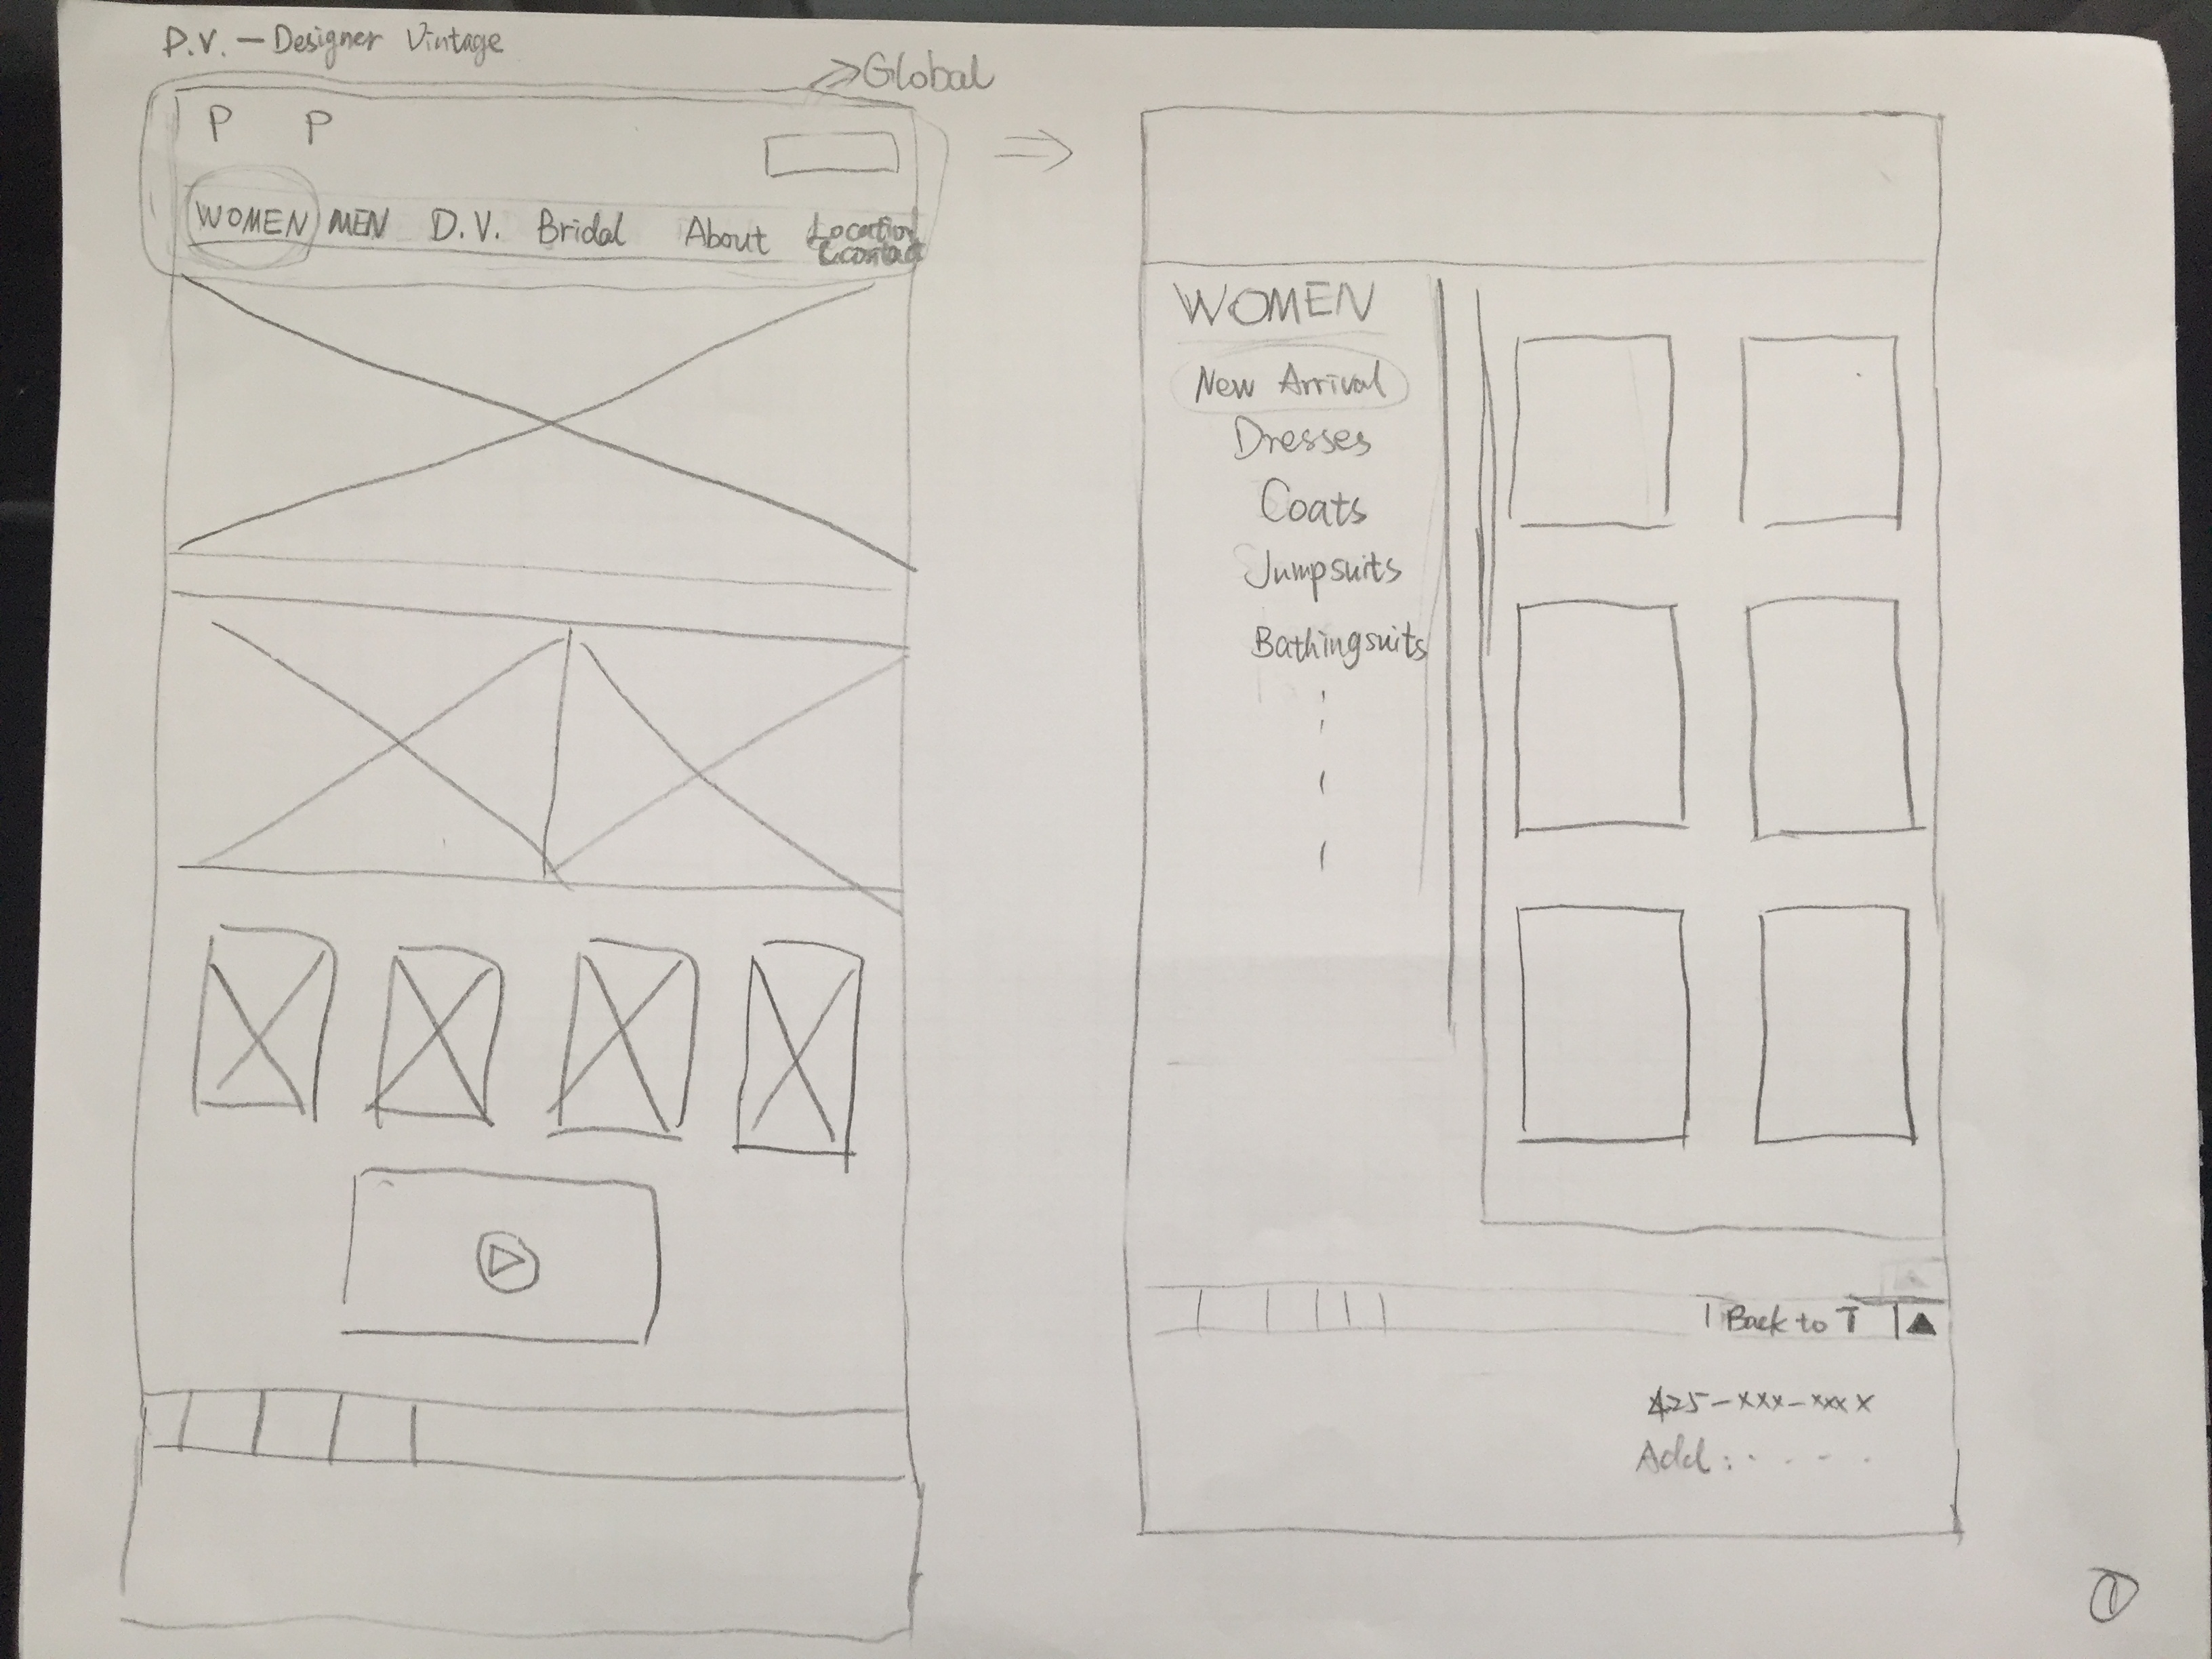 D.V. — Designer Vintage
Global
P P
WOMEN MEN D.V. Bridal About Location & contact
WOMEN
New Arrival
Dresses
Coats
Jumpsuits
Bathingsuits
Back to T
425-xxx-xxxx
Add:
1